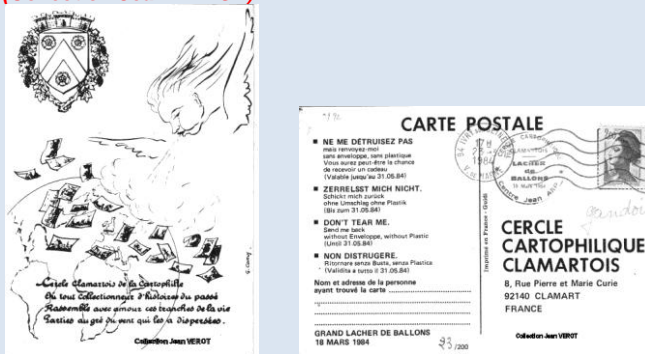 Cercle Clamartois de la Cartophilie
Où tout collectionneur d'histoires du passé
Rassemble avec amour ces tranches de la vie
Parties au gré du vent qui les a dispersées.
Collection Jean VEROT
CARTE POSTALE
NE ME DÉTRUISEZ PAS
mais renvoyez-moi
sans enveloppe, sans plastique
Vous aurez peut-être la chance
de recevoir un cadeau
(Valable jusqu'au 31.05.84)
ZERRELSST MICH NICHT.
Schickt mich zurück
ohne Umschlag ohne Plastik
(Bis zum 31.05.84)
DON'T TEAR ME.
Send me back
without Enveloppe, without Plastic
(Until 31.05.84)
NON DISTRUGERE.
Ritornare senza Busta, senza Plastica
(Validita a tutto il 31.05.84)
Nom et adresse de la personne
ayant trouvé la carte
GRAND LACHER DE BALLONS
18 MARS 1984
93/200
Imprimé en France - Guidi
17 H
1984
LACHER
de
BALLONS
Centre Jean
CERCLE
CARTOPHILIQUE
CLAMARTOIS
8, Rue Pierre et Marie Curie
92140 CLAMART
FRANCE
Collection Jean VEROT